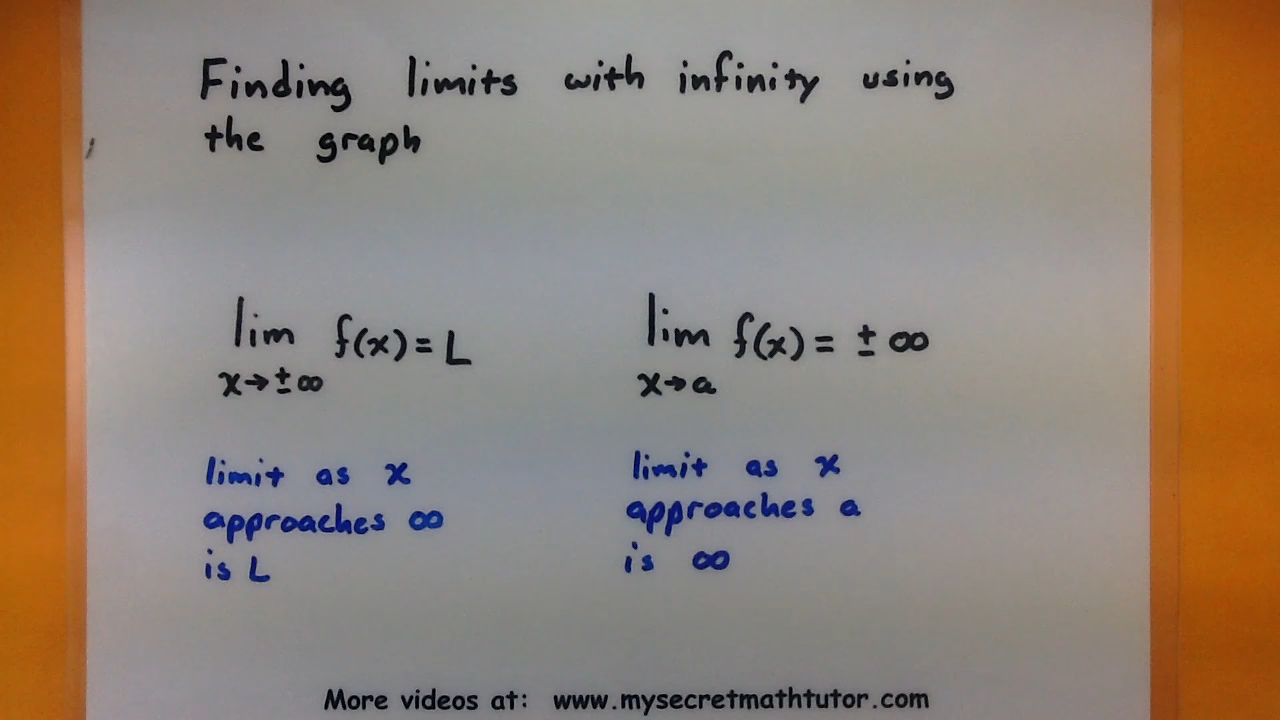 Finding limits with infinity using
the graph
lim f(x) = L
x→±∞
limit as x
approaches ∞
is L
lim f(x) = ±∞
x→a
limit as x
approaches a
is ∞
More videos at: www.mysecretmathtutor.com